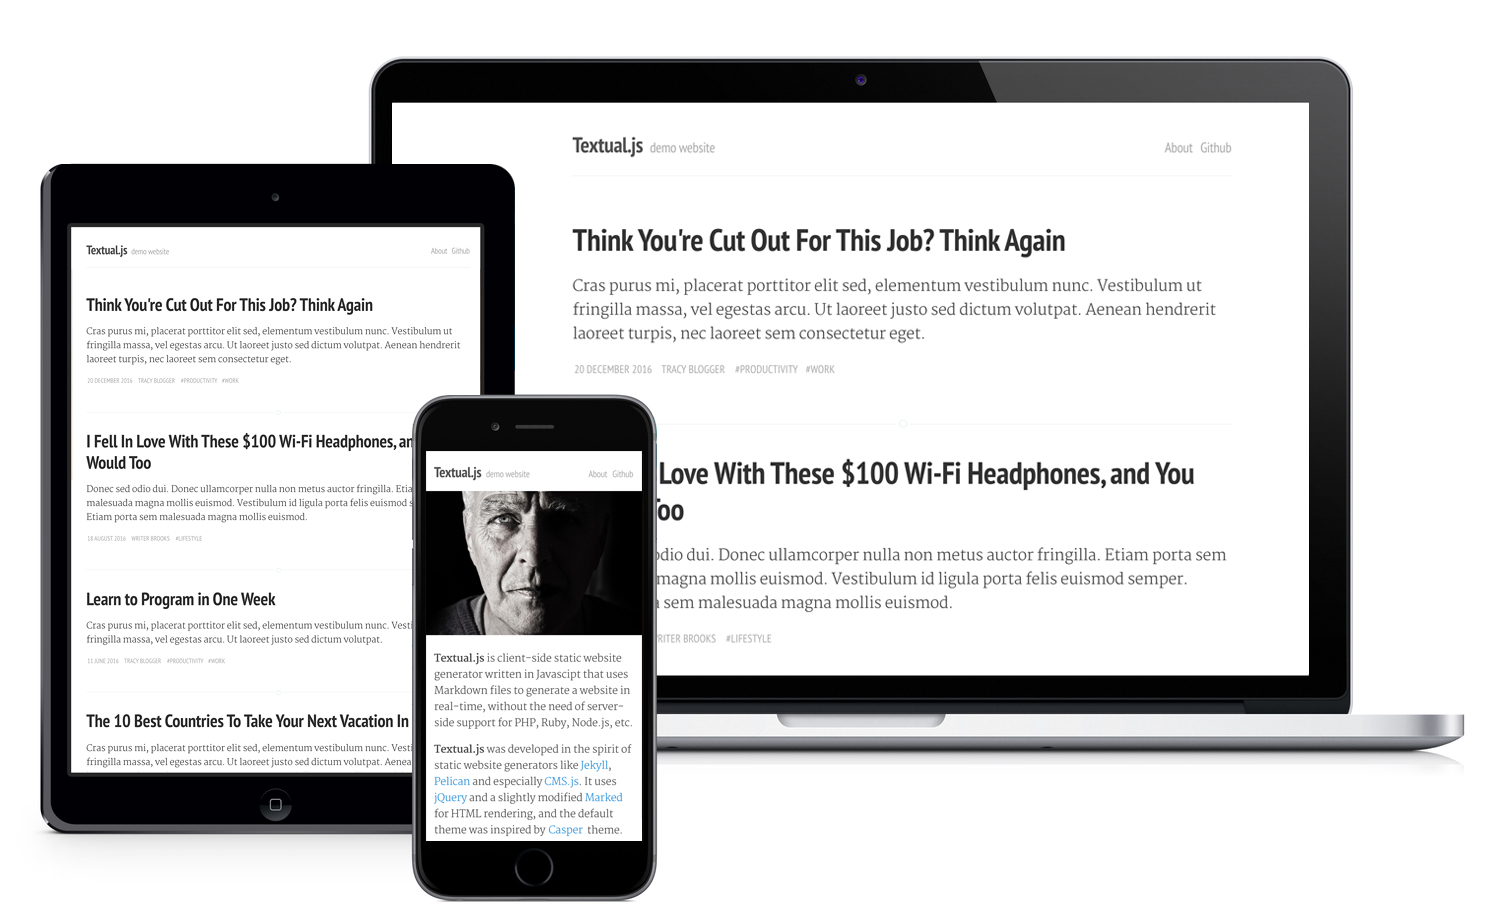 Textual.js demo website
About Github
Think You're Cut Out For This Job? Think Again
Cras purus mi, placerat porttitor elit sed, elementum vestibulum nunc. Vestibulum ut
fringilla massa, vel egestas arcu. Ut laoreet justo sed dictum volutpat. Aenean hendrerit
laoreet turpis, nec laoreet sem consectetur eget.
20 DECEMBER 2016 TRACY BLOGGER #PRODUCTIVITY #WORK
Love With These $100 Wi-Fi Headphones, and You
Too
odio dui. Donec ullamcorper nulla non metus auctor fringilla. Etiam porta sem
magna mollis euismod. Vestibulum id ligula porta felis euismod semper.
sem malesuada magna mollis euismod.
RITER BROOKS #LIFESTYLE
Textual.js demo website
About Github
Think You're Cut Out For This Job? Think Again
Cras purus mi, placerat porttitor elit sed, elementum vestibulum nunc. Vestibulum ut
fringilla massa, vel egestas arcu. Ut laoreet justo sed dictum volutpat. Aenean hendrerit
laoreet turpis, nec laoreet sem consectetur eget.
20 DECEMBER 2016 TRACY BLOGGER #PRODUCTIVITY #WORK
I Fell In Love With These $100 Wi-Fi Headphones, an
Would Too
Donec sed odio dui. Donec ullamcorper nulla non metus auctor fringilla. Etia
malesuada magna mollis euismod. Vestibulum id ligula porta felis euismod s
Etiam porta sem malesuada magna mollis euismod.
18 AUGUST 2016 WRITER BROOKS #LIFESTYLE
Learn to Program in One Week
Cras purus mi, placerat porttitor elit sed, elementum vestibulum nunc. Vesti
fringilla massa, vel egestas arcu. Ut laoreet justo sed dictum volutpat.
11 JUNE 2016 TRACY BLOGGER #PRODUCTIVITY #WORK
The 10 Best Countries To Take Your Next Vacation In
Cras purus mi, placerat porttitor elit sed, elementum vestibulum nunc. Vesti
fringilla massa, vel egestas arcu. Ut laoreet justo sed dictum volutpat. Aenea
Textual.js demo website
About Github
Textual.js is client-side static website
generator written in Javascipt that uses
Markdown files to generate a website in
real-time, without the need of server-
side support for PHP, Ruby, Node.js, etc.
Textual.js was developed in the spirit of
static website generators like Jekyll,
Pelican and especially CMS.js. It uses
jQuery and a slightly modified Marked
for HTML rendering, and the default
theme was inspired by Casper theme.